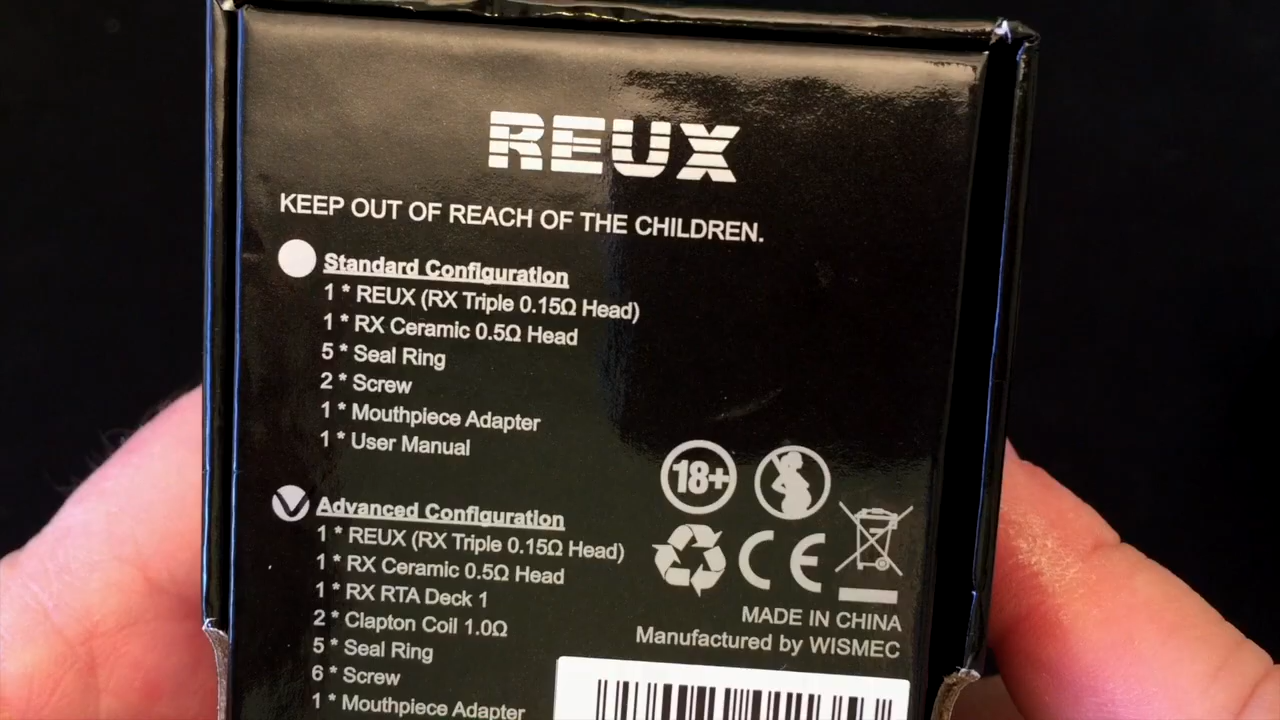 REUX
KEEP OUT OF REACH OF THE CHILDREN.
Standard Configuration
1 * REUX (RX Triple 0.15Ω Head)
1 * RX Ceramic 0.5Ω Head
5 * Seal Ring
2 * Screw
1 * Mouthpiece Adapter
1 * User Manual
Advanced Configuration
1 * REUX (RX Triple 0.15Ω Head)
1 * RX Ceramic 0.5Ω Head
1 * RX RTA Deck 1
2 * Clapton Coil 1.0Ω
5 * Seal Ring
6 * Screw
1 * Mouthpiece Adapter
18+
CE
MADE IN CHINA
Manufactured by WISMEC